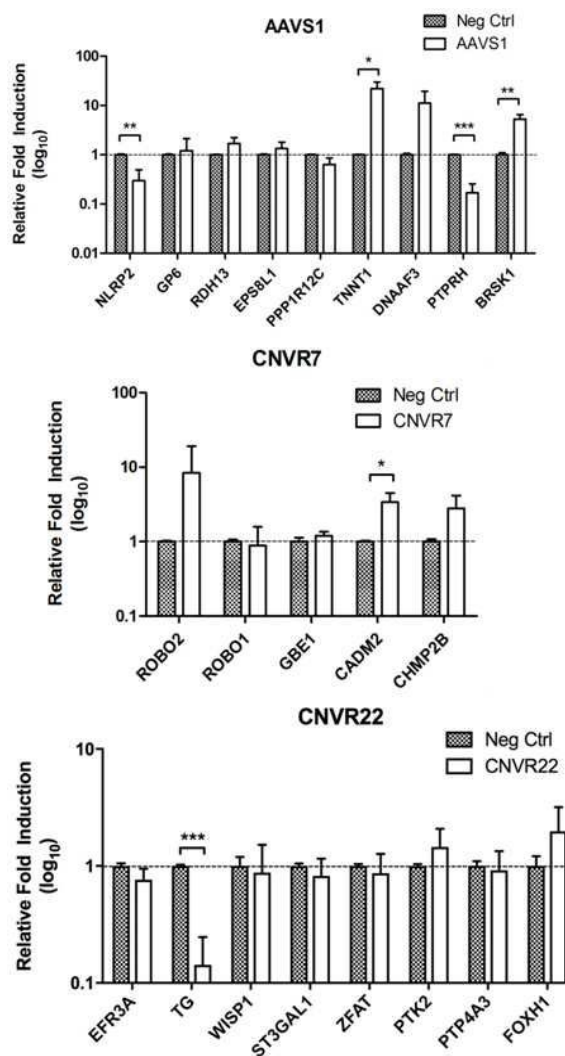 AAVS1
Neg Ctrl
AAVS1
Relative Fold Induction
(log10)
100
10
1
0.1
0.01
**
*
***
**
NLRP2
GP6
RDH13
EPS8L1
PPP1R12C
TNNT1
DNAAF3
PTPRH
BRSK1
CNVR7
Neg Ctrl
CNVR7
Relative Fold Induction
(log10)
100
10
1
0.1
*
ROBO2
ROBO1
GBE1
CADM2
CHMP2B
CNVR22
Neg Ctrl
CNVR22
Relative Fold Induction
(log10)
10
1
0.1
***
EFR3A
TG
WISP1
ST3GAL1
ZFAT
PTK2
PTP4A3
FOXH1